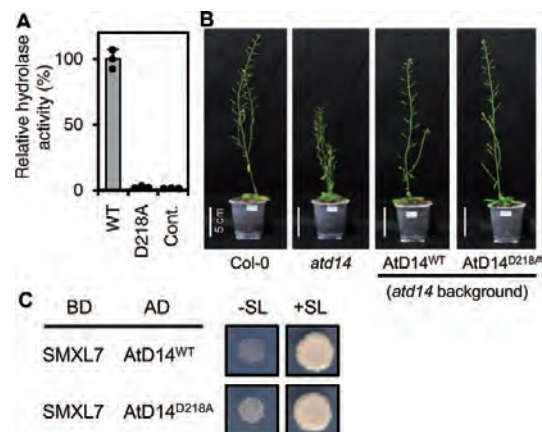 A
Relative hydrolase
activity (%)
100
50
0
WT
D218A
Cont.
B
5 cm
Col-0
atd14
AtD14WT
(atd14 background)
C
BD
AD
-SL
+SL
SMXL7
AtD14WT
SMXL7
AtD14D218A